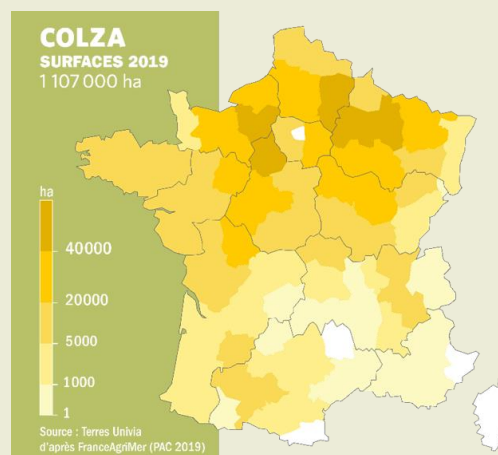 COLZA
SURFACES 2019
1 107 000 ha
ha
40000
20000
5000
1000
1
Source : Terres Univia
d'après FranceAgriMer (PAC 2019)